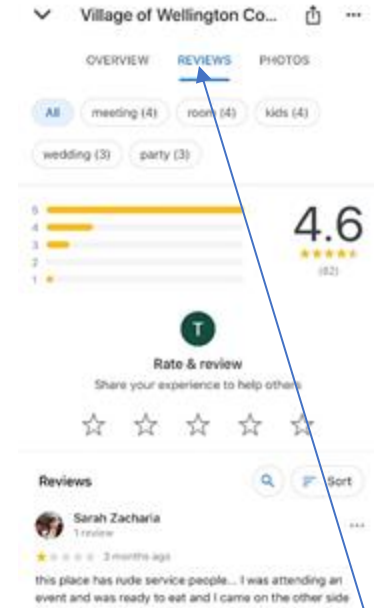 Village of Wellington Co...
OVERVIEW REVIEWS PHOTOS
All meeting (4) room (4) kids (4)
wedding (3) party (3)
5
4
3
2
1
4.6
(82)
T
Rate & review
Share your experience to help others
Reviews
Sort
Sarah Zacharia
1 review
3 months ago
this place has rude service people... I was attending an
event and was ready to eat and I came on the other side